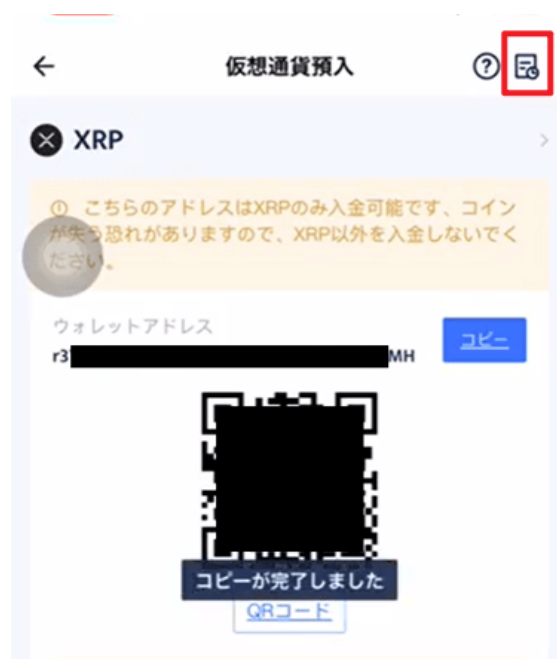 仮想通貨預入
XRP
こちらのアドレスはXRPのみ入金可能です、コイン
が失う恐れがありますので、XRP以外を入金しないでく
ださい。
ウォレットアドレス
コピー
r3
MH
コピーが完了しました
QRコード